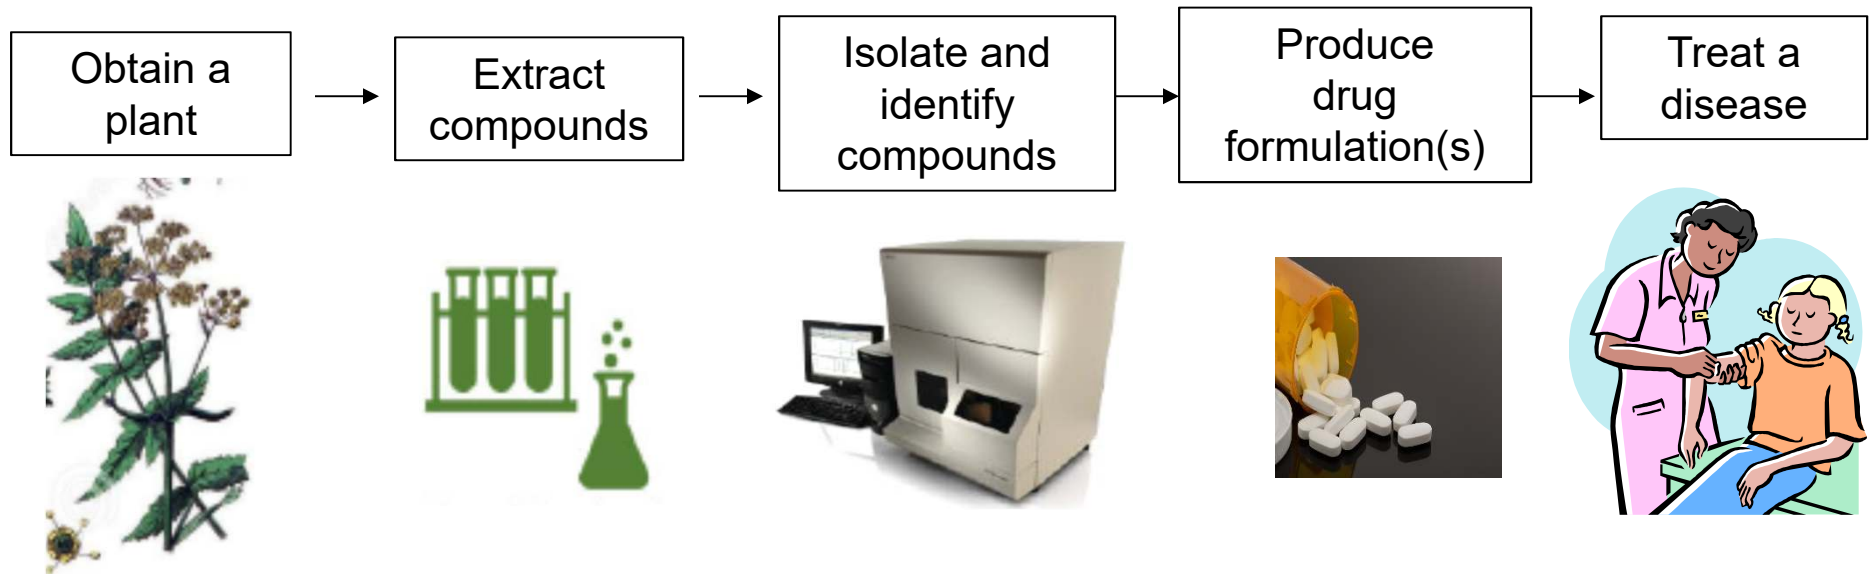 Obtain a
plant
Extract
compounds
Isolate and
identify
compounds
Produce
drug
formulation(s)
Treat a
disease